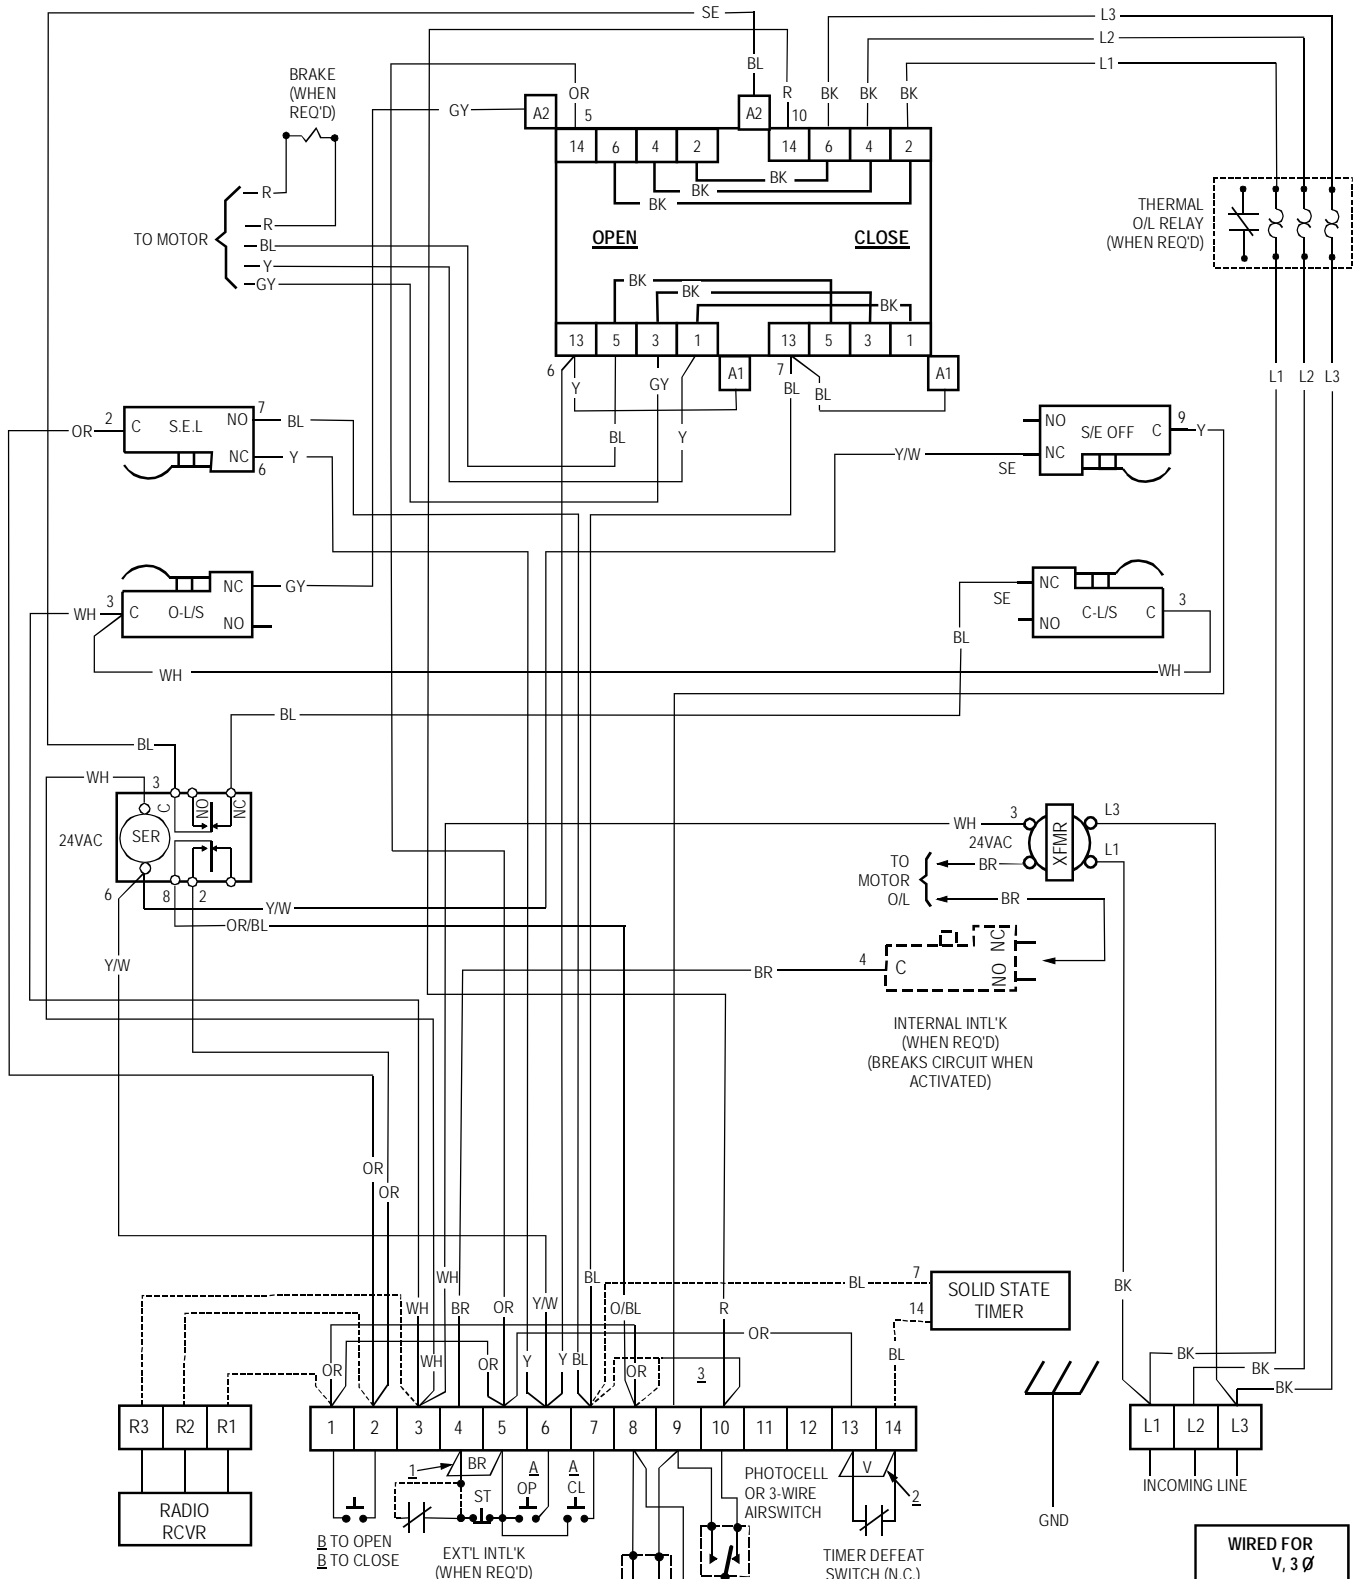 SE
L3
L2
L1
BL
BRAKE
(WHEN
REQ'D)
OR
R
BK
BK
BK
GY
A2
5
A2
10
14
6
4
2
14
6
4
2
BK
BK
BK
R
R
TO MOTOR
BL
Y
GY
OPEN
CLOSE
THERMAL
O/L RELAY
(WHEN REQ'D)
BK
BK
BK
13
5
3
1
13
5
3
1
6
Y
GY
A1
7
BL
BL
A1
L1
L2
L3
2
OR
C
S.E.L
NO
7
BL
NC
6
Y
BL
Y
NO
S/E OFF
C
9
Y
NC
SE
Y/W
NC
GY
3
WH
C
O-L/S
NO
NC
SE
C-L/S
C
3
NO
BL
WH
WH
BL
BL
WH
3
C
NO
NC
24VAC
SER
6
8
2
Y/W
OR/BL
Y/W
WH
3
24VAC
XFMR
L3
L1
TO
MOTOR
O/L
BR
BR
BR
4
C
NC
NO
INTERNAL INTL'K
(WHEN REQ'D)
(BREAKS CIRCUIT WHEN
ACTIVATED)
OR
OR
WH
WH
BR
OR
Y/W
BL
O/BL
R
BL
7
14
SOLID STATE
TIMER
BK
OR
WH
OR
Y
Y
BL
OR
3
OR
BL
BK
BK
BK
R3
R2
R1
1
2
3
4
5
6
7
8
9
10
11
12
13
14
L1
L2
L3
INCOMING LINE
RADIO
RCVR
1
BR
ST
A
OP
A
CL
B TO OPEN
B TO CLOSE
EXT'L INTL'K
(WHEN REQ'D)
PHOTOCELL
OR 3-WIRE
AIRSWITCH
V
2
TIMER DEFEAT
SWITCH (N.C.)
GND
WIRED FOR
V, 3 Ø